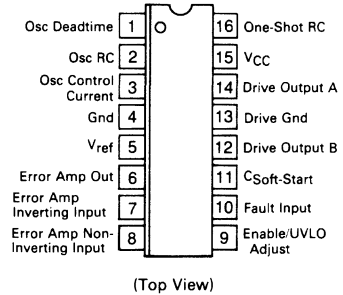 Osc Deadtime 1
Osc RC 2
Osc Control
Current 3
Gnd 4
Vref 5
Error Amp Out 6
Error Amp
Inverting Input 7
Error Amp Non-
Inverting Input 8
16 One-Shot RC
15 VCC
14 Drive Output A
13 Drive Gnd
12 Drive Output B
11 CSoft-Start
10 Fault Input
9 Enable/UVLO
Adjust
(Top View)